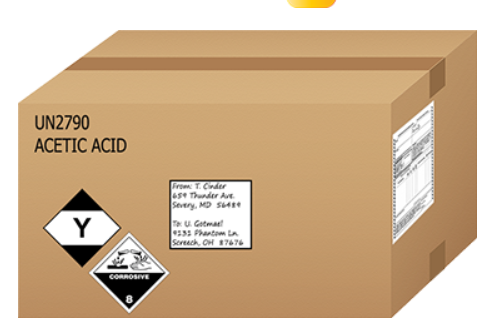 UN2790
ACETIC ACID
Y
CORROSIVE
8
From: T. Cinder
659 Thunder Ave.
Severy, MD 56489
To: U. Gotmael
9131 Phantom Ln.
Screech, OH 87676